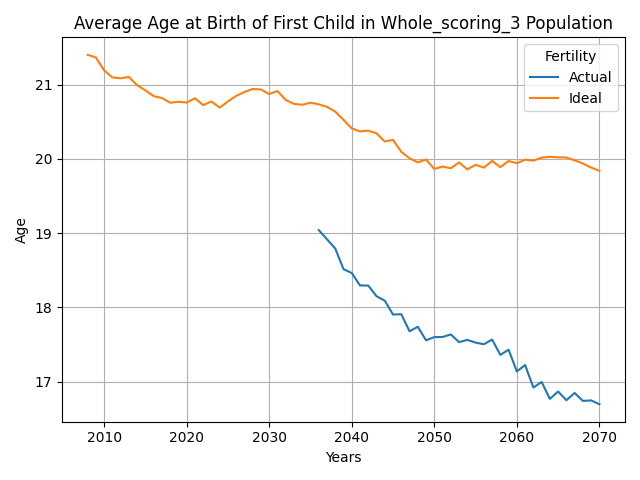 Average Age at Birth of First Child in Whole_scoring_3 Population
Fertility
Actual
Ideal
Age
21
20
19
18
17
2010 2020 2030 2040 2050 2060 2070
Years